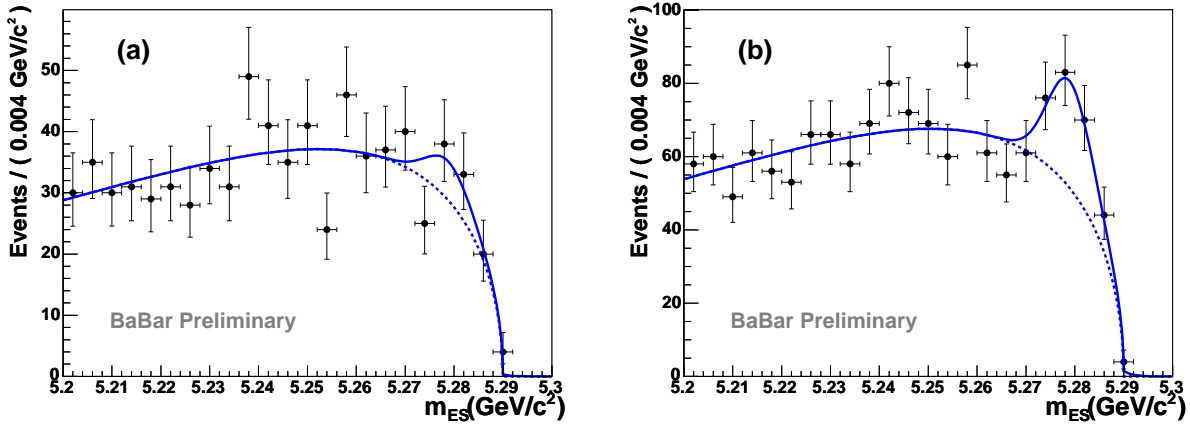 (a)
Events / ( 0.004 GeV/c²)
50
40
30
20
10
0
BaBar Preliminary
5.2 5.21 5.22 5.23 5.24 5.25 5.26 5.27 5.28 5.29 5.3
m_ES(GeV/c²)
(b)
Events / ( 0.004 GeV/c²)
100
80
60
40
20
0
BaBar Preliminary
5.2 5.21 5.22 5.23 5.24 5.25 5.26 5.27 5.28 5.29 5.3
m_ES(GeV/c²)